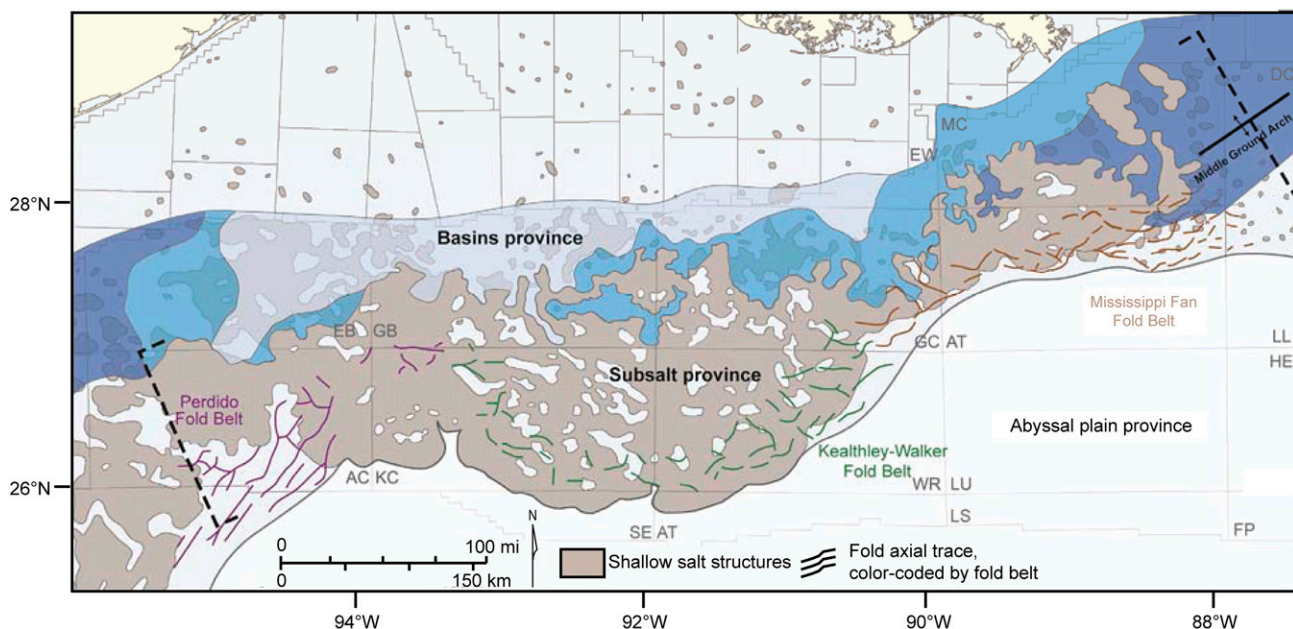 DC
Middle Ground Arch
MC
EW
28°N
Basins province
Mississippi Fan
Fold Belt
EB GB
GC AT
LL
HE
Subsalt province
Perdido
Fold Belt
Abyssal plain province
Kealthley-Walker
Fold Belt
26°N
AC KC
WR LU
LS
SE AT
FP
N
0 100 mi
0 150 km
Shallow salt structures
Fold axial trace,
color-coded by fold belt
94°W
92°W
90°W
88°W